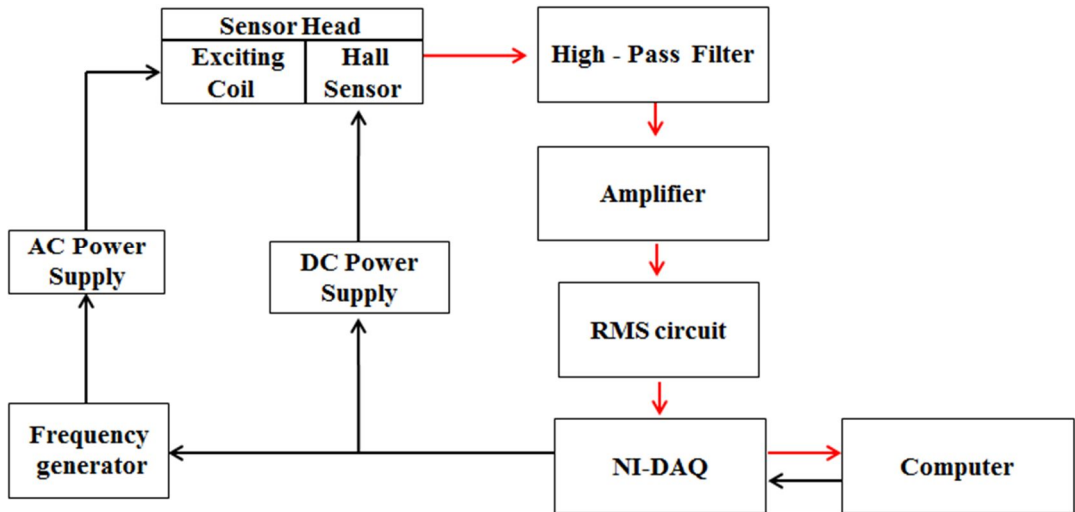 Sensor Head
Exciting
Coil
Hall
Sensor
High - Pass Filter
Amplifier
AC Power
Supply
DC Power
Supply
RMS circuit
Frequency
generator
NI-DAQ
Computer